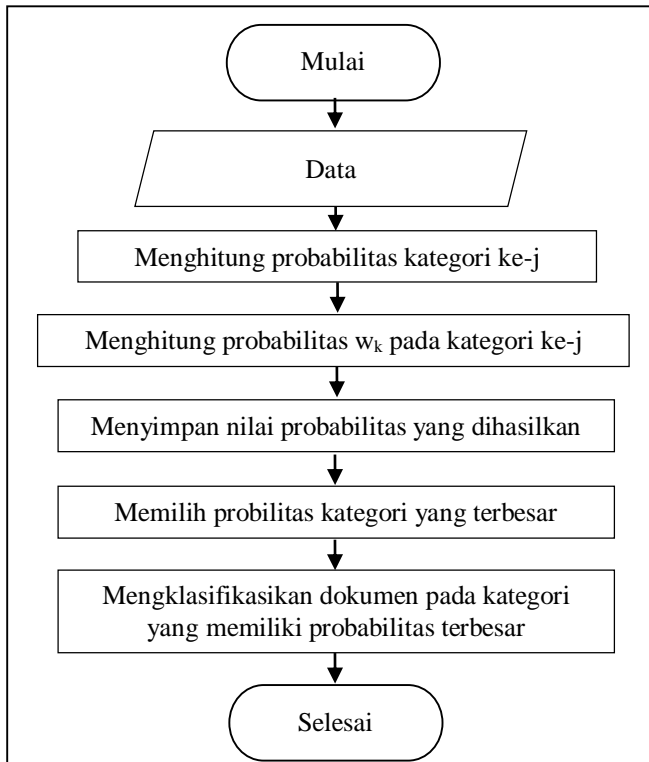 Mulai
Data
Menghitung probabilitas kategori ke-j
Menghitung probabilitas wₖ pada kategori ke-j
Menyimpan nilai probabilitas yang dihasilkan
Memilih probilitas kategori yang terbesar
Mengklasifikasikan dokumen pada kategori
yang memiliki probabilitas terbesar
Selesai